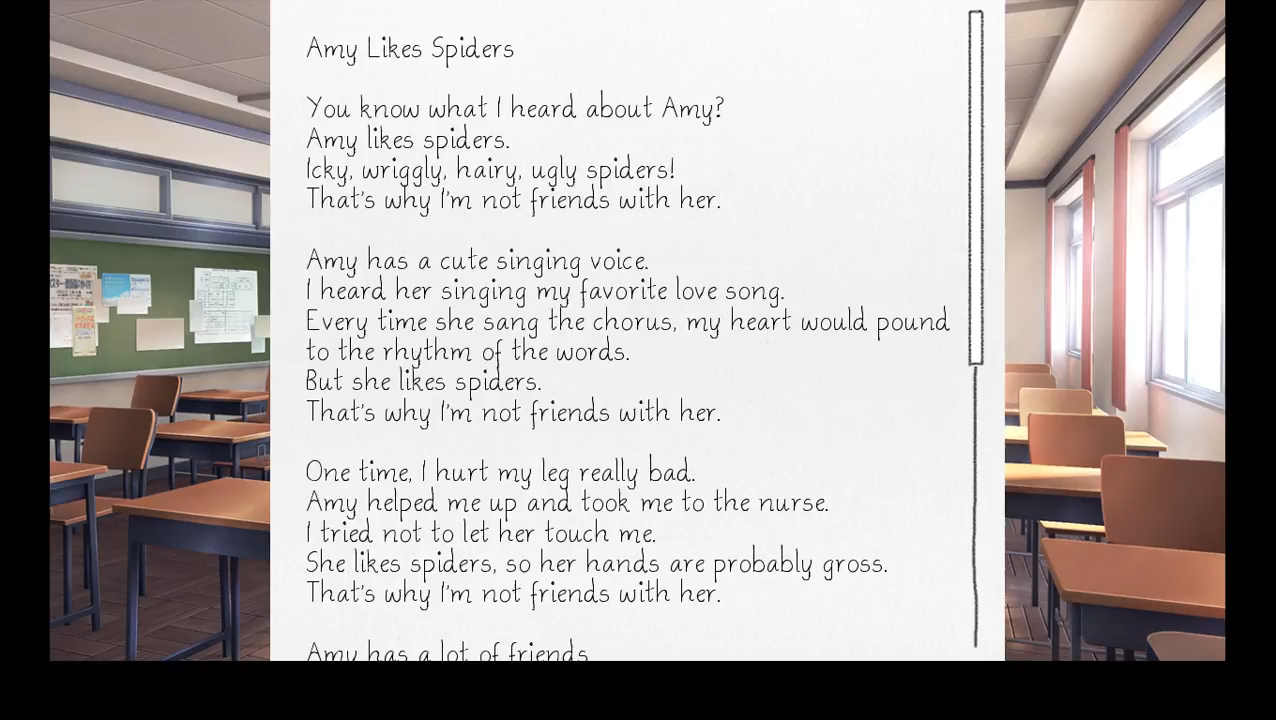 Amy Likes Spiders
You know what I heard about Amy?
Amy likes spiders.
Icky, wriggly, hairy, ugly spiders!
That's why I'm not friends with her.
Amy has a cute singing voice.
I heard her singing my favorite love song.
Every time she sang the chorus, my heart would pound
to the rhythm of the words.
But she likes spiders.
That's why I'm not friends with her.
One time, I hurt my leg really bad.
Amy helped me up and took me to the nurse.
I tried not to let her touch me.
She likes spiders, so her hands are probably gross.
That's why I'm not friends with her.
Amy has a lot of friends